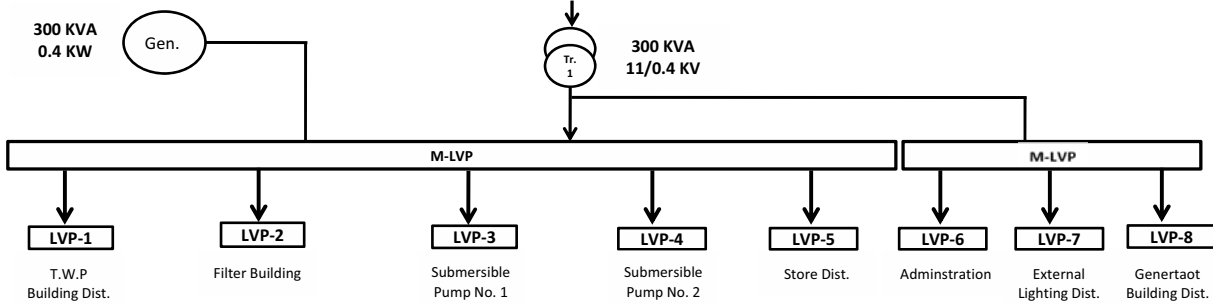 300 KVA
0.4 KW
Gen.
Tr.
1
300 KVA
11/0.4 KV
M-LVP
M-LVP
LVP-1
LVP-2
LVP-3
LVP-4
LVP-5
LVP-6
LVP-7
LVP-8
T.W.P
Building Dist.
Filter Building
Submersible
Pump No. 1
Submersible
Pump No. 2
Store Dist.
Adminstration
External
Lighting Dist.
Genertaot
Building Dist.